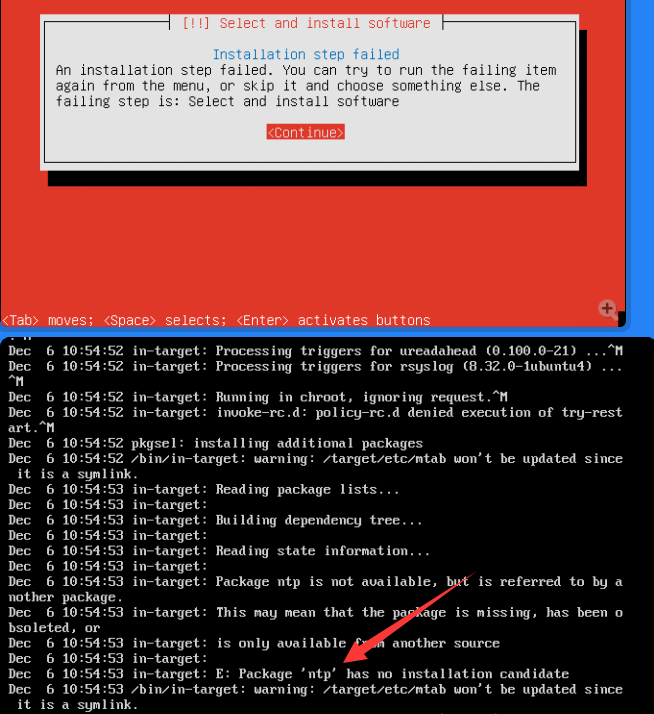 [!!] Select and install software
Installation step failed
An installation step failed. You can try to run the failing item
again from the menu, or skip it and choose something else. The
failing step is: Select and install software
<Continue>
<Tab> moves; <Space> selects; <Enter> activates buttons
Dec  6 10:54:52 in-target: Processing triggers for ureadahead (0.100.0-21) ...^M
Dec  6 10:54:52 in-target: Processing triggers for rsyslog (8.32.0-1ubuntu4) ...
^M
Dec  6 10:54:52 in-target: Running in chroot, ignoring request.^M
Dec  6 10:54:52 in-target: invoke-rc.d: policy-rc.d denied execution of try-rest
art.^M
Dec  6 10:54:52 pkgsel: installing additional packages
Dec  6 10:54:52 /bin/in-target: warning: /target/etc/mtab won't be updated since
 it is a symlink.
Dec  6 10:54:53 in-target: Reading package lists...
Dec  6 10:54:53 in-target:
Dec  6 10:54:53 in-target: Building dependency tree...
Dec  6 10:54:53 in-target:
Dec  6 10:54:53 in-target: Reading state information...
Dec  6 10:54:53 in-target:
Dec  6 10:54:53 in-target: Package ntp is not available, but is referred to by a
nother package.
Dec  6 10:54:53 in-target: This may mean that the package is missing, has been o
bsoleted, or
Dec  6 10:54:53 in-target: is only available from another source
Dec  6 10:54:53 in-target:
Dec  6 10:54:53 in-target: E: Package 'ntp' has no installation candidate
Dec  6 10:54:53 /bin/in-target: warning: /target/etc/mtab won't be updated since
 it is a symlink.